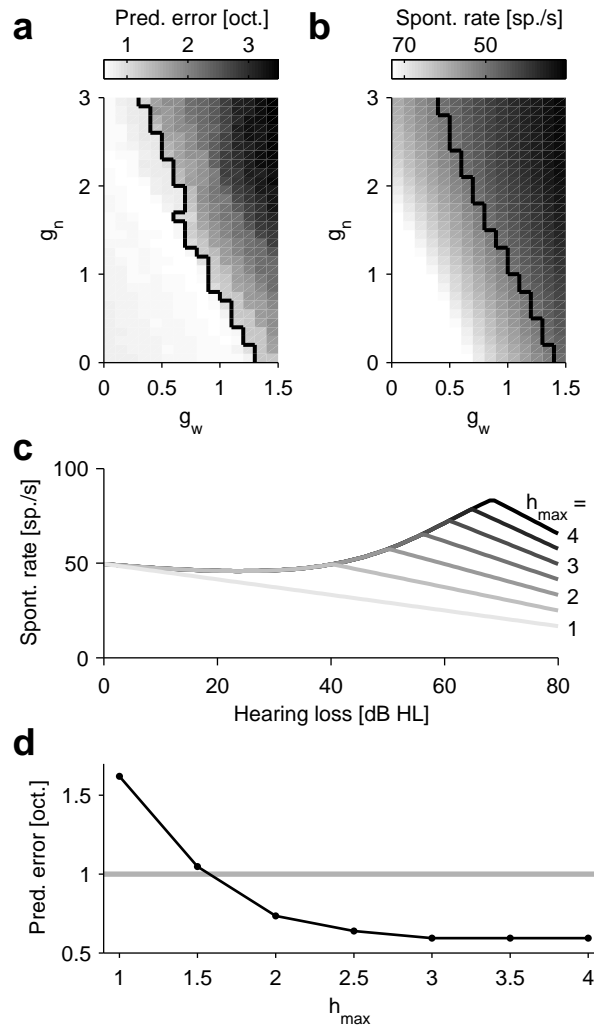 a
Pred. error [oct.]
1 2 3
3
2
1
0
g_n
0 0.5 1 1.5
g_w
b
Spont. rate [sp./s]
70 50
3
2
1
0
g_n
0 0.5 1 1.5
g_w
c
100
50
0
Spont. rate [sp./s]
h_max =
4
3
2
1
0 20 40 60 80
Hearing loss [dB HL]
d
1.5
1
0.5
Pred. error [oct.]
1 1.5 2 2.5 3 3.5 4
h_max